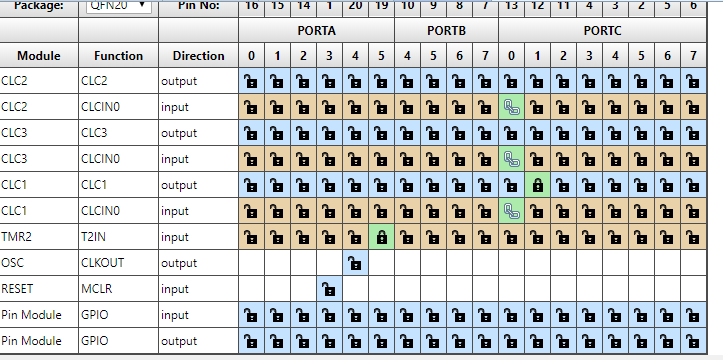 Package: QFN20 Pin No: 16 15 14 1 20 19 10 9 8 7 13 12 11 4 3 2 5 6
PORTA PORTB PORTC
Module Function Direction 0 1 2 3 4 5 4 5 6 7 0 1 2 3 4 5 6 7
CLC2 CLC2 output
CLC2 CLCIN0 input
CLC3 CLC3 output
CLC3 CLCIN0 input
CLC1 CLC1 output
CLC1 CLCIN0 input
TMR2 T2IN input
OSC CLKOUT output
RESET MCLR input
Pin Module GPIO input
Pin Module GPIO output